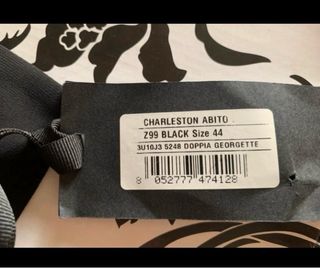 CHARLESTON ABITO .
Z99 BLACK Size 44
3U10J3 5248 DOPPIA GEORGETTE
8 052777 474128